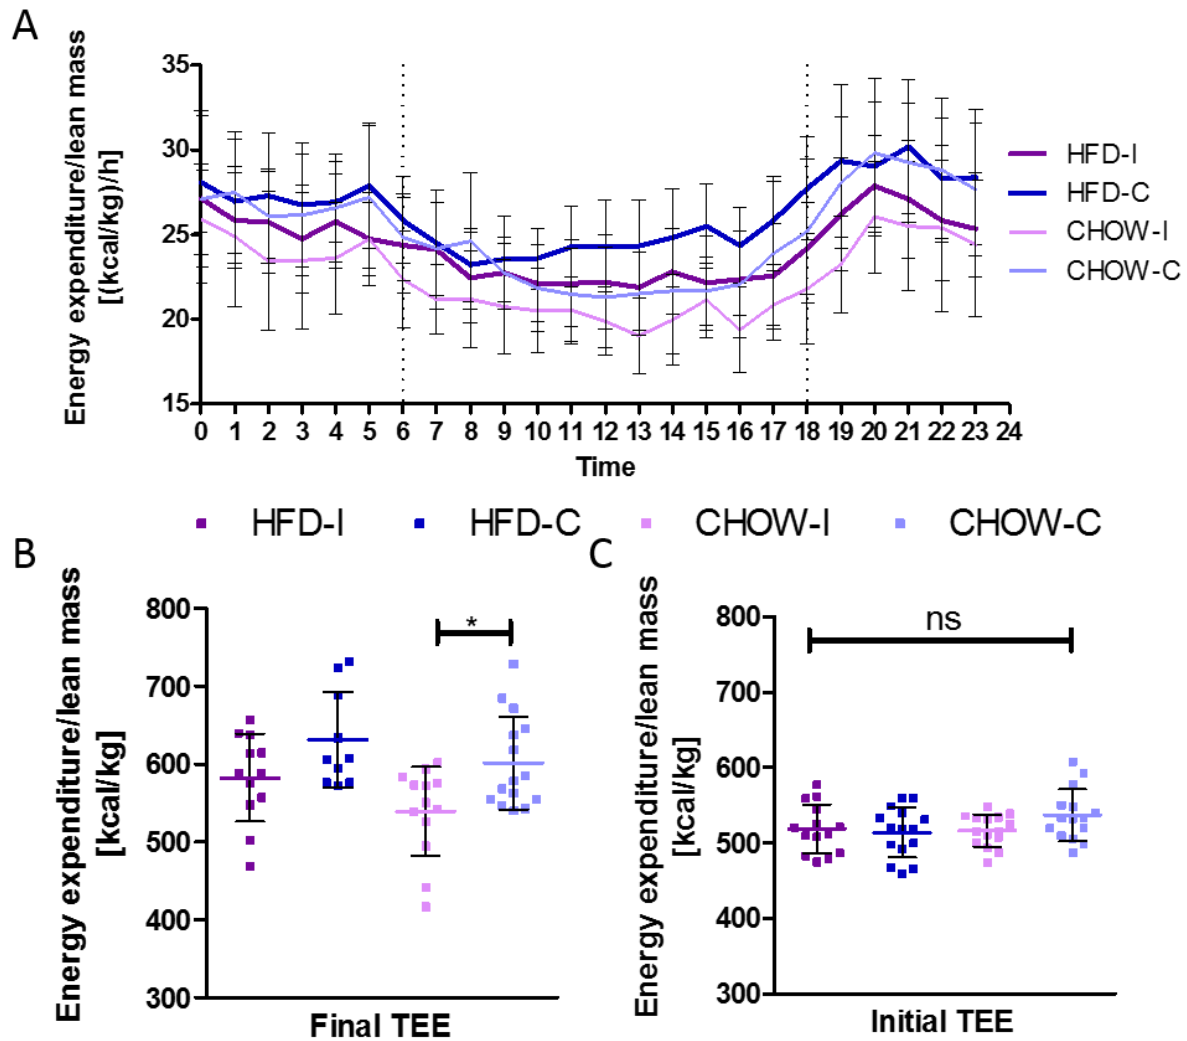 A
Energy expenditure/lean mass
[(kcal/kg)/h]
35
30
25
20
15
0 1 2 3 4 5 6 7 8 9 10 11 12 13 14 15 16 17 18 19 20 21 22 23 24
Time
HFD-I
HFD-C
CHOW-I
CHOW-C
HFD-I HFD-C CHOW-I CHOW-C
B
Energy expenditure/lean mass
[kcal/kg]
800
700
600
500
400
300
*
Final TEE
C
Energy expenditure/lean mass
[kcal/kg]
800
700
600
500
400
300
ns
Initial TEE